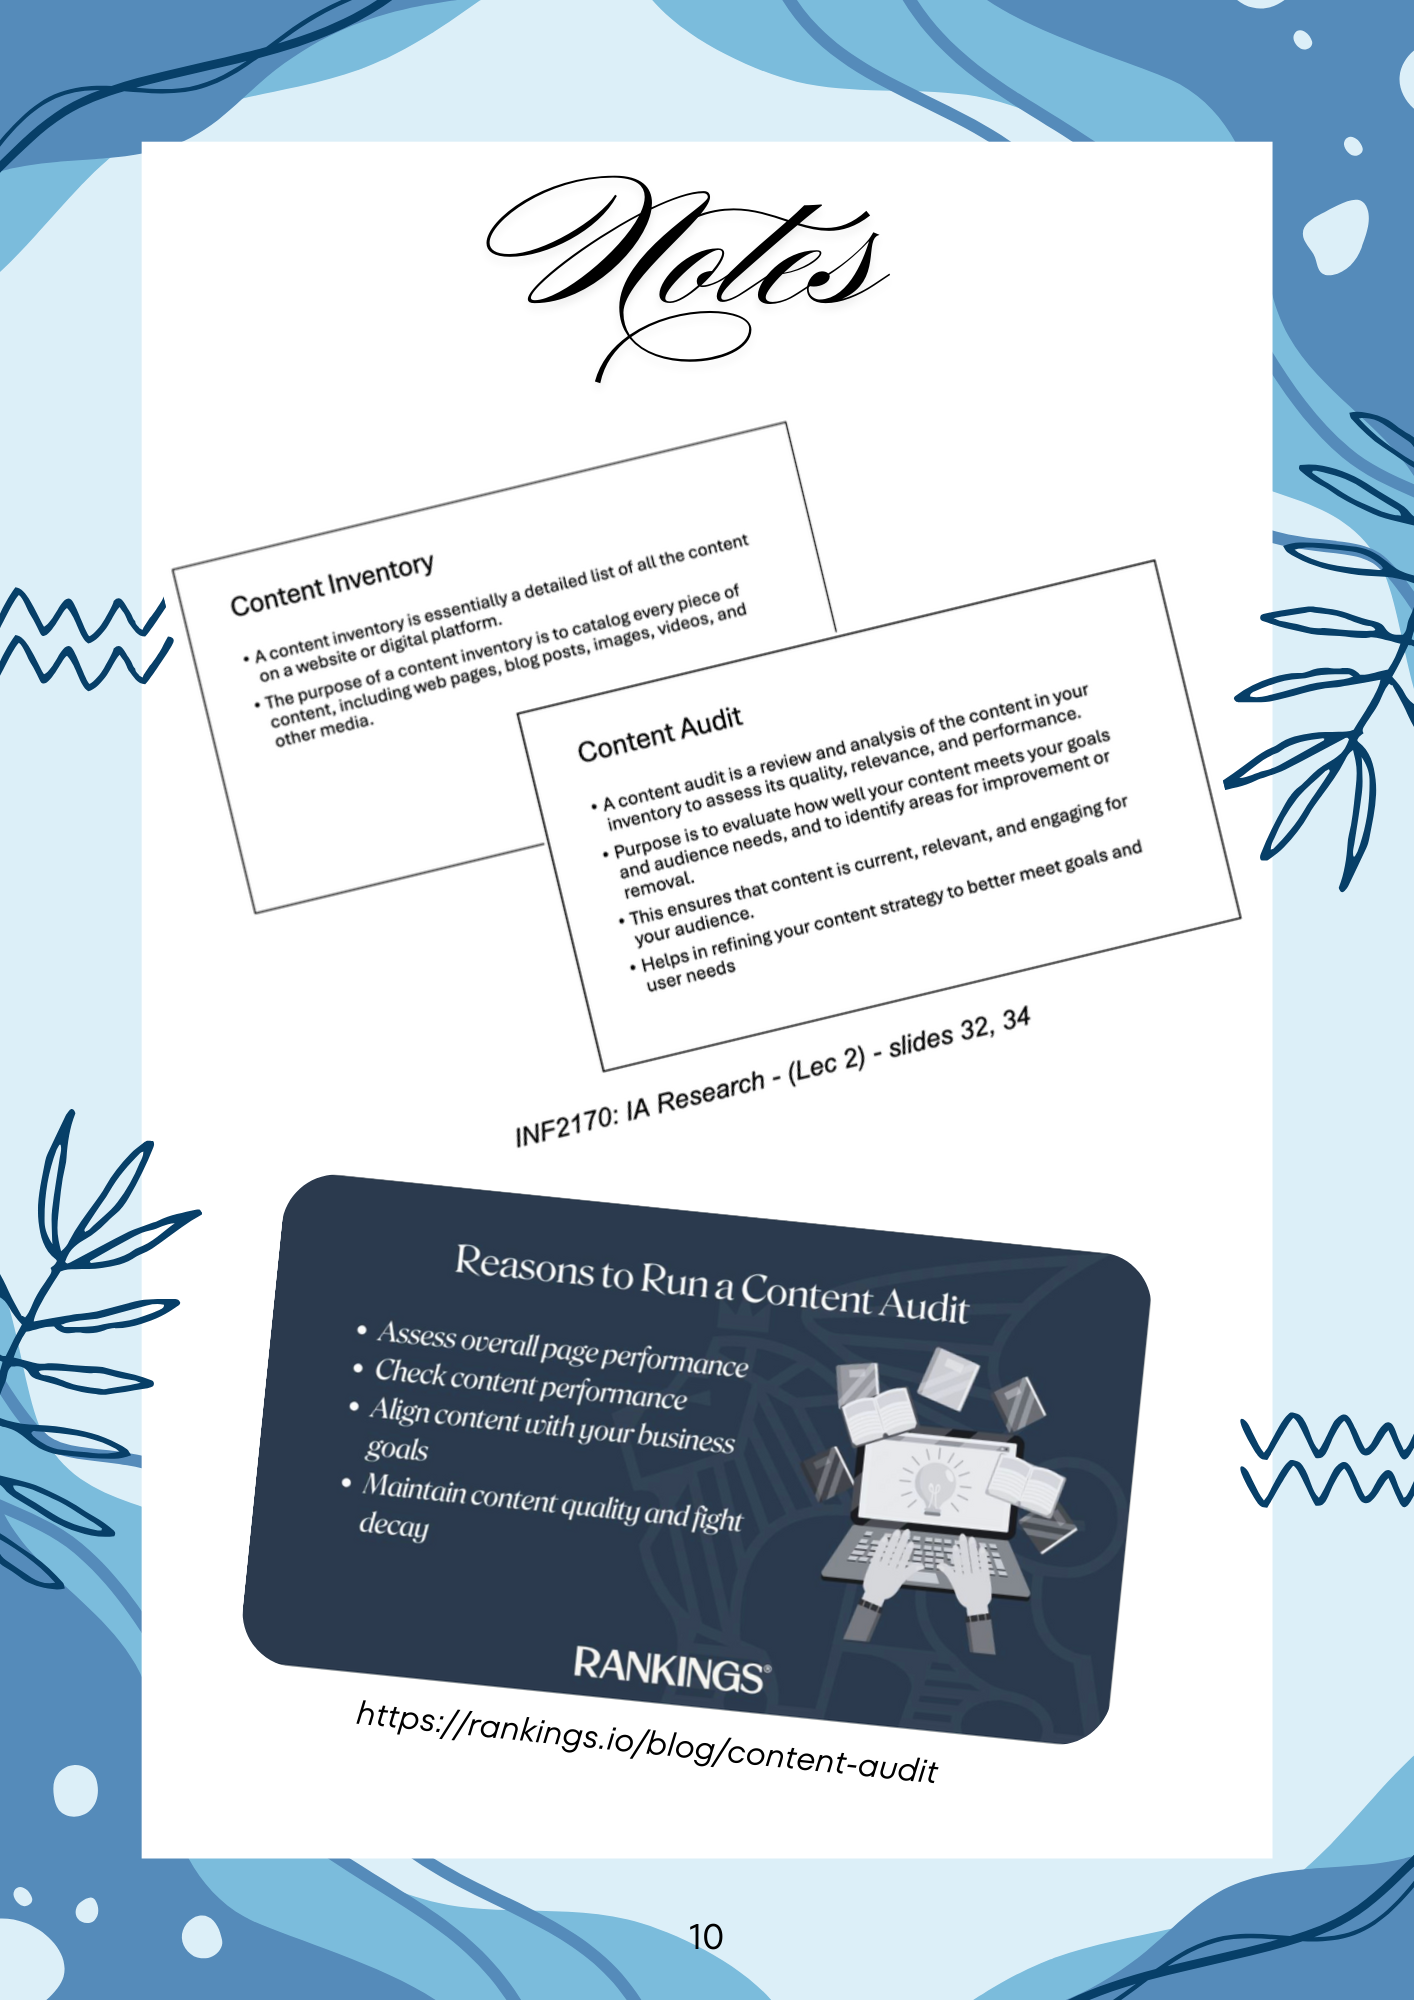 Notes
Content Inventory
• A content inventory is essentially a detailed list of all the content
on a website or digital platform.
• The purpose of a content inventory is to catalog every piece of
content, including web pages, blog posts, images, videos, and
other media.
Content Audit
• A content audit is a review and analysis of the content in your
inventory to assess its quality, relevance, and performance.
• Purpose is to evaluate how well your content meets your goals
and audience needs, and to identify areas for improvement or
removal.
• This ensures that content is current, relevant, and engaging for
your audience.
• Helps in refining your content strategy to better meet goals and
user needs
INF2170: IA Research - (Lec 2) - slides 32, 34
Reasons to Run a Content Audit
• Assess overall page performance
• Check content performance
• Align content with your business
goals
• Maintain content quality and fight
decay
RANKINGS®
https://rankings.io/blog/content-audit
10